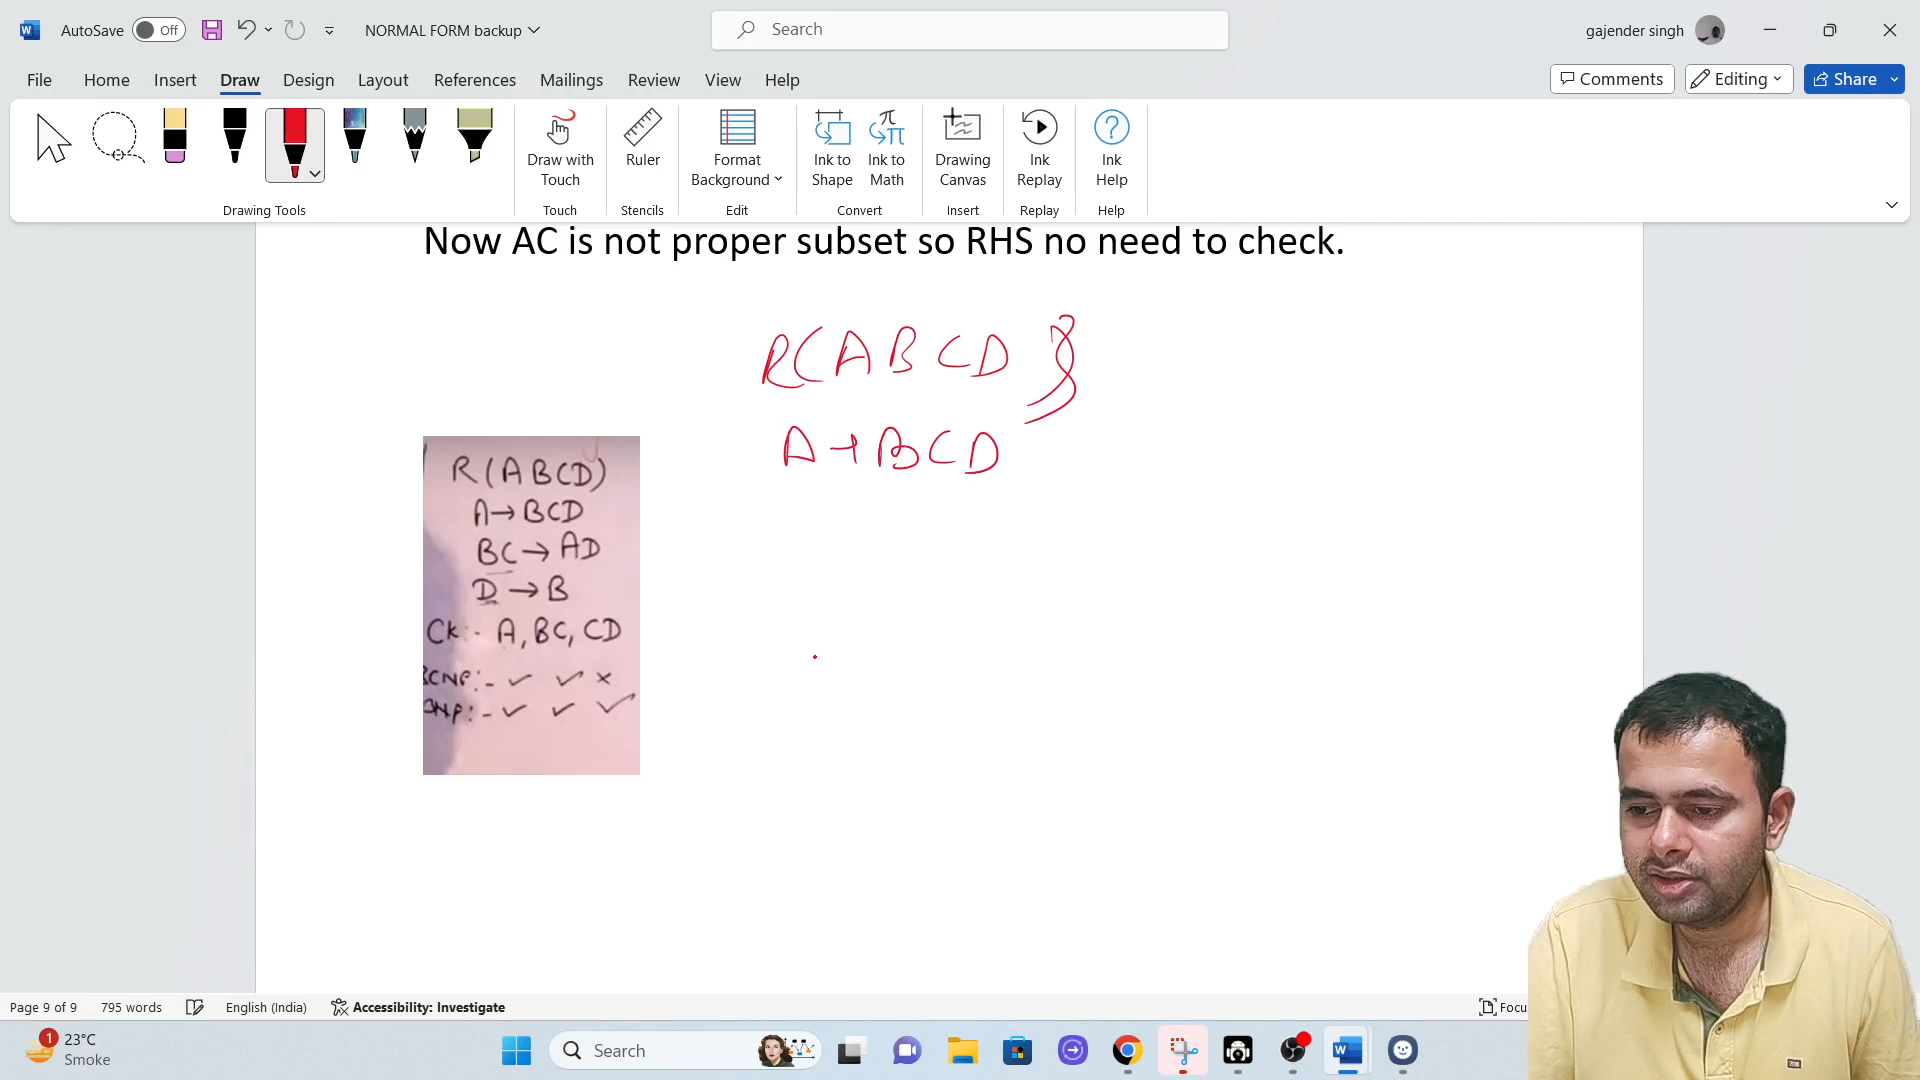 AutoSave Off NORMAL FORM backup Search gajender singh
File Home Insert Draw Design Layout References Mailings Review View Help Comments Editing Share
Draw with Touch Ruler Format Background Ink to Shape Ink to Math Drawing Canvas Ink Replay Ink Help
Drawing Tools Touch Stencils Edit Convert Insert Replay Help
Now AC is not proper subset so RHS no need to check.
R(A B C D
A→BCD
R(ABCD)
A→BCD
BC→AD
D→B
CK:- A, BC, CD
BCNF:- ✓ ✓ ×
3NF:- ✓ ✓ ✓
Page 9 of 9 795 words English (India) Accessibility: Investigate Focu
1 23°C
Smoke
Search